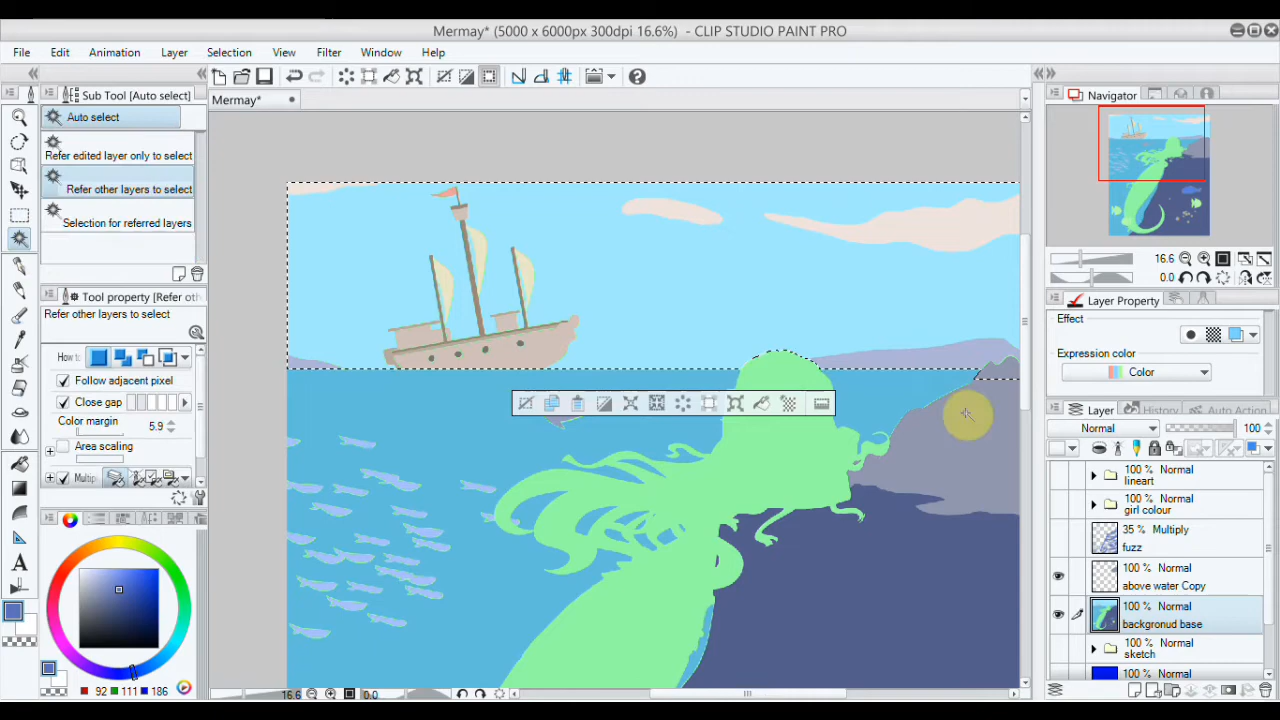 Mermay* (5000 x 6000px 300dpi 16.6%)  - CLIP STUDIO PAINT PRO
File Edit Animation Layer Selection View Filter Window Help
Sub Tool [Auto select]
Mermay*
Navigator
Auto select
Refer edited layer only to select
Refer other layers to select
Selection for referred layers
16.6
0.0
Tool property [Refer othe
Layer Property
Refer other layers to select
Effect
How to
Expression color
Color
Follow adjacent pixel
Close gap
Layer History Auto Action
Color margin
5.9
Normal 100
Area scaling
Multip
100 % Normal
lineart
100 % Normal
girl colour
35 % Multiply
fuzz
100 % Normal
above water Copy
100 % Normal
backgronud base
100 % Normal
sketch
100 % Normal
92 111 186
16.6 0.0